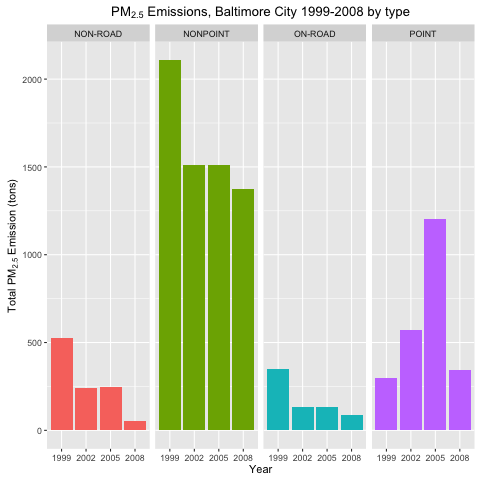 PM2.5 Emissions, Baltimore City 1999-2008 by type
NON-ROAD NONPOINT ON-ROAD POINT
Total PM2.5 Emission (tons)
2000
1500
1000
500
0
1999 2002 2005 2008 1999 2002 2005 2008 1999 2002 2005 2008 1999 2002 2005 2008
Year